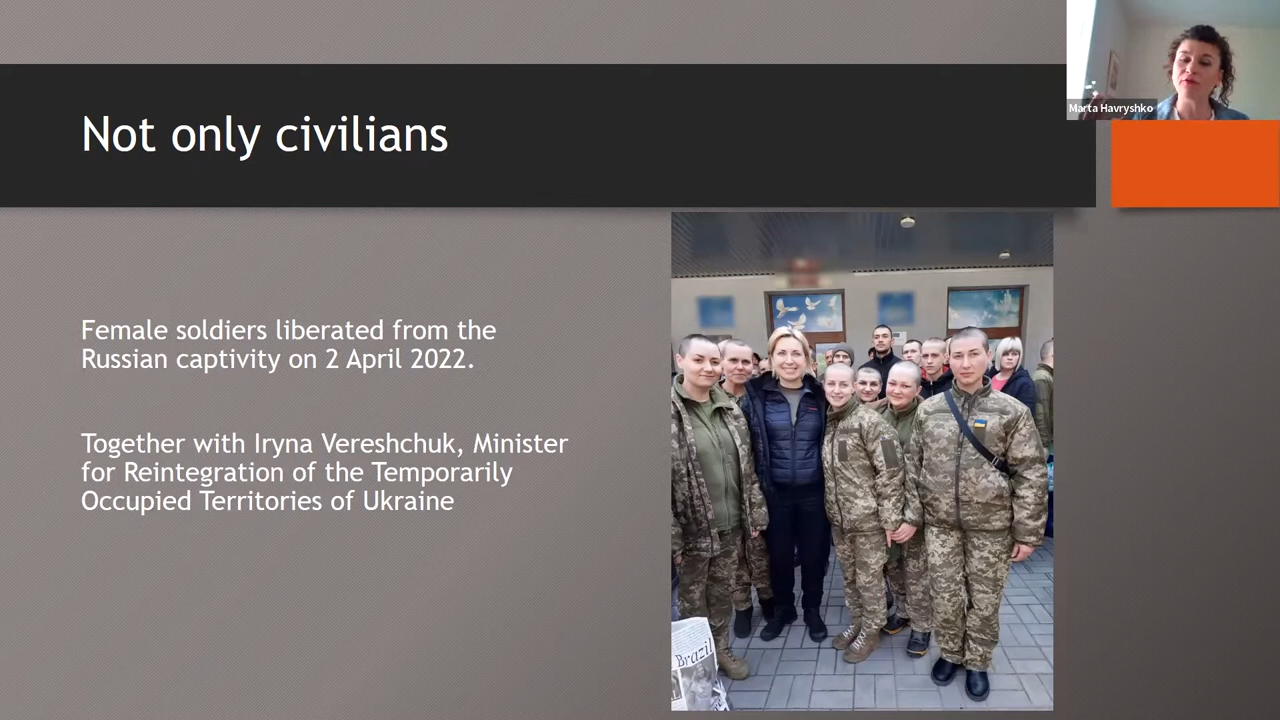 Marta Havryshko
Not only civilians
Female soldiers liberated from the
Russian captivity on 2 April 2022.
Together with Iryna Vereshchuk, Minister
for Reintegration of the Temporarily
Occupied Territories of Ukraine
Brazil